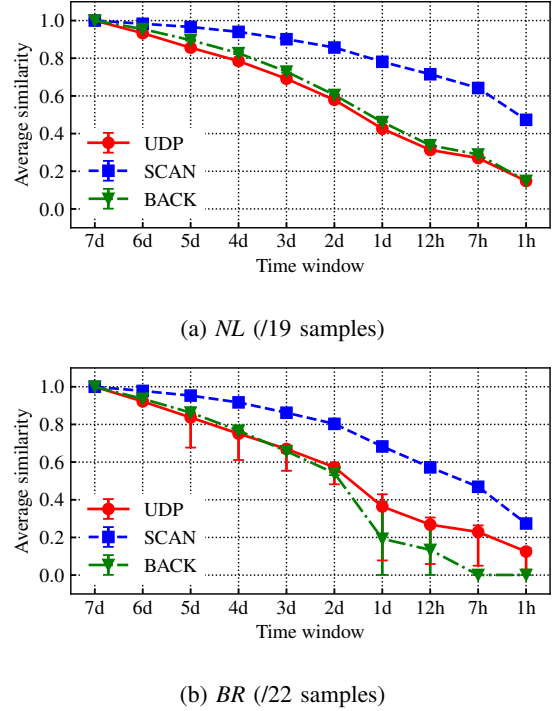 Average similarity
1.0
0.8
0.6
0.4
0.2
0.0
UDP
SCAN
BACK
7d 6d 5d 4d 3d 2d 1d 12h 7h 1h
Time window
(a) NL (/19 samples)
Average similarity
1.0
0.8
0.6
0.4
0.2
0.0
UDP
SCAN
BACK
7d 6d 5d 4d 3d 2d 1d 12h 7h 1h
Time window
(b) BR (/22 samples)